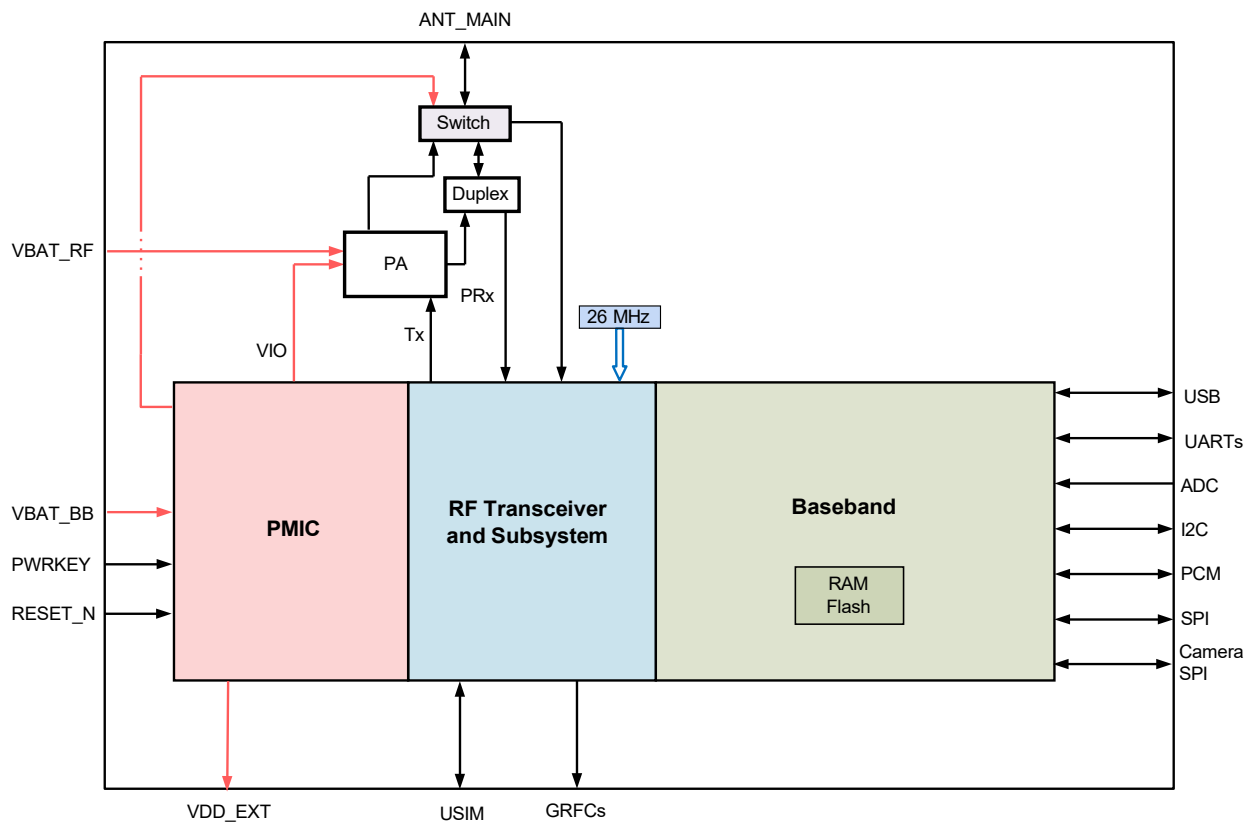 ANT_MAIN
Switch
Duplex
VBAT_RF
PA
PRx
26 MHz
Tx
VIO
USB
UARTs
ADC
VBAT_BB
PMIC
RF Transceiver
and Subsystem
Baseband
I2C
PWRKEY
PCM
RAM
Flash
RESET_N
SPI
Camera
SPI
VDD_EXT
USIM
GRFCs